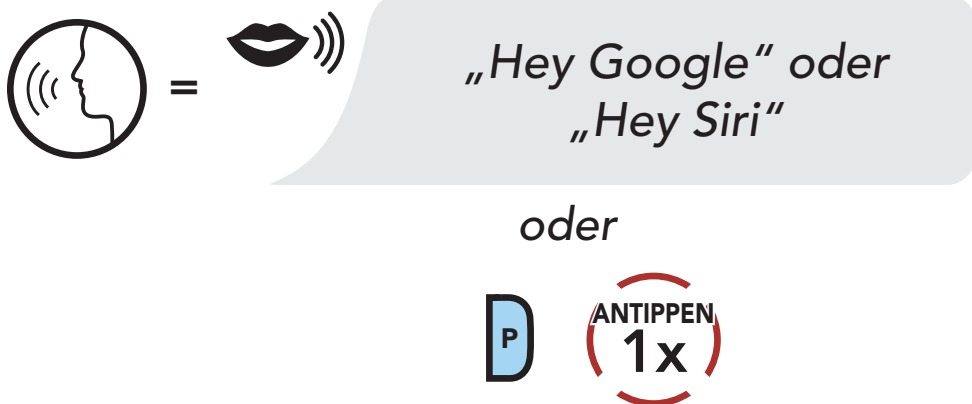 =
„Hey Google“ oder
„Hey Siri“
oder
P
ANTIPPEN
1x